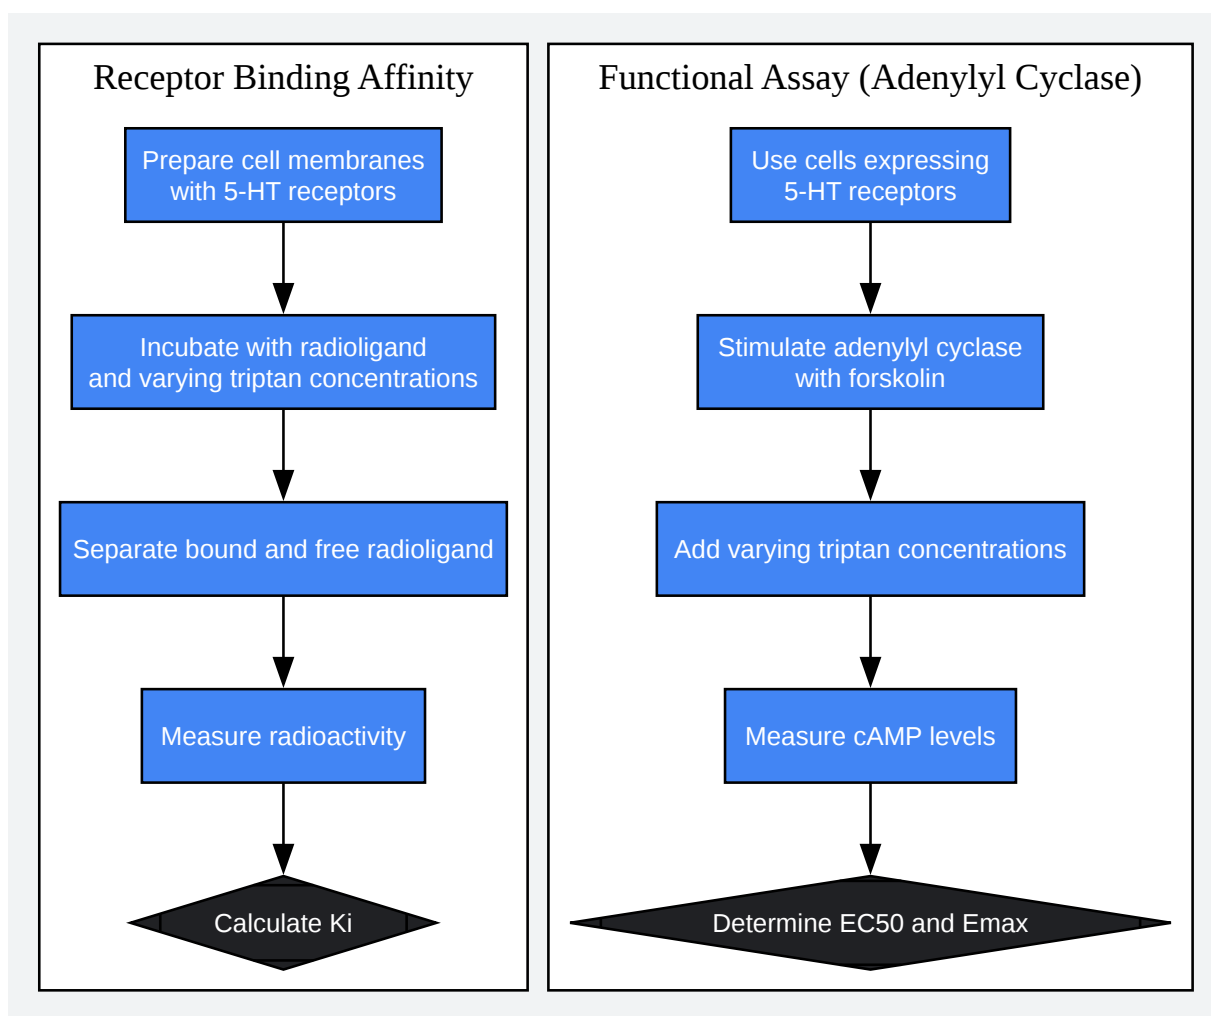 Receptor Binding Affinity
Prepare cell membranes
with 5-HT receptors
Incubate with radioligand
and varying triptan concentrations
Separate bound and free radioligand
Measure radioactivity
Calculate Ki
Functional Assay (Adenylyl Cyclase)
Use cells expressing
5-HT receptors
Stimulate adenylyl cyclase
with forskolin
Add varying triptan concentrations
Measure cAMP levels
Determine EC50 and Emax